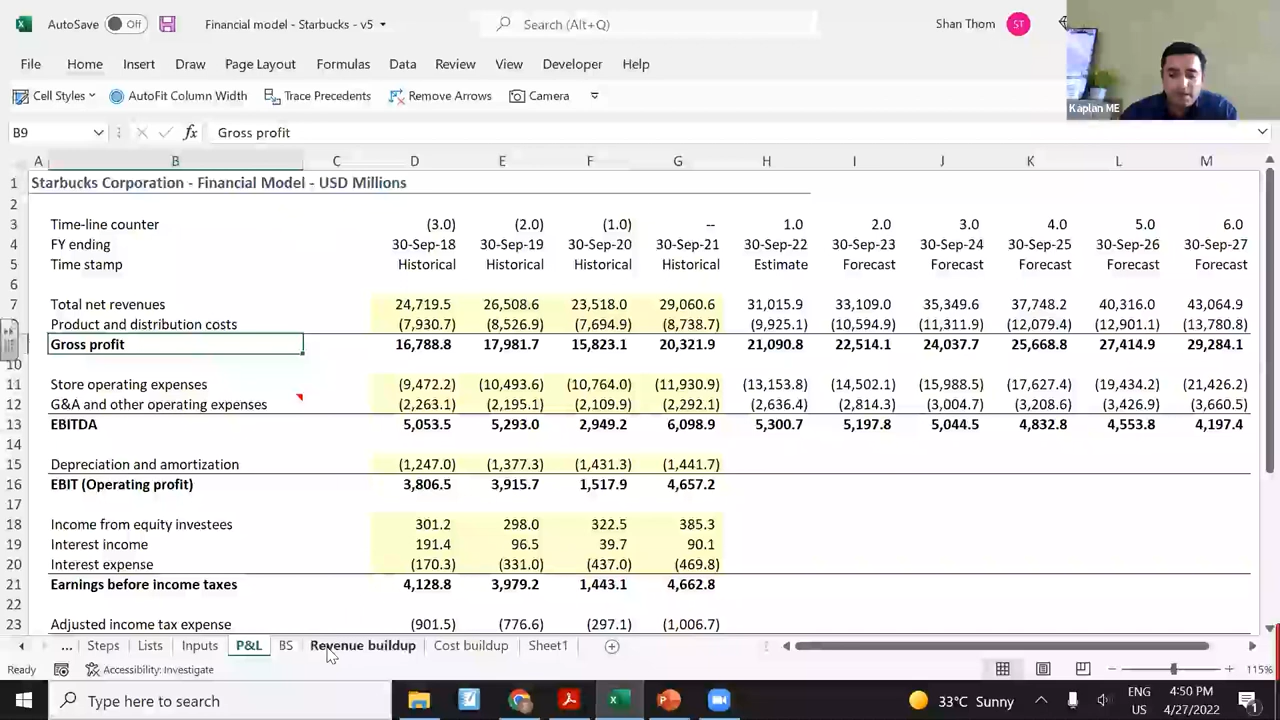 AutoSave Off Financial model - Starbucks - v5 Search (Alt+Q) Shan Thom ST
File Home Insert Draw Page Layout Formulas Data Review View Developer Help
Cell Styles AutoFit Column Width Trace Precedents Remove Arrows Camera
Kaplan ME
B9 fx Gross profit
A B C D E F G H I J K L M
1 Starbucks Corporation - Financial Model - USD Millions
2
3 Time-line counter (3.0) (2.0) (1.0) -- 1.0 2.0 3.0 4.0 5.0 6.0
4 FY ending 30-Sep-18 30-Sep-19 30-Sep-20 30-Sep-21 30-Sep-22 30-Sep-23 30-Sep-24 30-Sep-25 30-Sep-26 30-Sep-27
5 Time stamp Historical Historical Historical Historical Estimate Forecast Forecast Forecast Forecast Forecast
6
7 Total net revenues 24,719.5 26,508.6 23,518.0 29,060.6 31,015.9 33,109.0 35,349.6 37,748.2 40,316.0 43,064.9
Product and distribution costs (7,930.7) (8,526.9) (7,694.9) (8,738.7) (9,925.1) (10,594.9) (11,311.9) (12,079.4) (12,901.1) (13,780.8)
Gross profit 16,788.8 17,981.7 15,823.1 20,321.9 21,090.8 22,514.1 24,037.7 25,668.8 27,414.9 29,284.1
10
11 Store operating expenses (9,472.2) (10,493.6) (10,764.0) (11,930.9) (13,153.8) (14,502.1) (15,988.5) (17,627.4) (19,434.2) (21,426.2)
12 G&A and other operating expenses (2,263.1) (2,195.1) (2,109.9) (2,292.1) (2,636.4) (2,814.3) (3,004.7) (3,208.6) (3,426.9) (3,660.5)
13 EBITDA 5,053.5 5,293.0 2,949.2 6,098.9 5,300.7 5,197.8 5,044.5 4,832.8 4,553.8 4,197.4
14
15 Depreciation and amortization (1,247.0) (1,377.3) (1,431.3) (1,441.7)
16 EBIT (Operating profit) 3,806.5 3,915.7 1,517.9 4,657.2
17
18 Income from equity investees 301.2 298.0 322.5 385.3
19 Interest income 191.4 96.5 39.7 90.1
20 Interest expense (170.3) (331.0) (437.0) (469.8)
21 Earnings before income taxes 4,128.8 3,979.2 1,443.1 4,662.8
22
23 Adjusted income tax expense (901.5) (776.6) (297.1) (1,006.7)
... Steps Lists Inputs P&L BS Revenue buildup Cost buildup Sheet1
Ready Accessibility: Investigate 115%
Type here to search 33°C Sunny ENG US 4:50 PM 4/27/2022 1